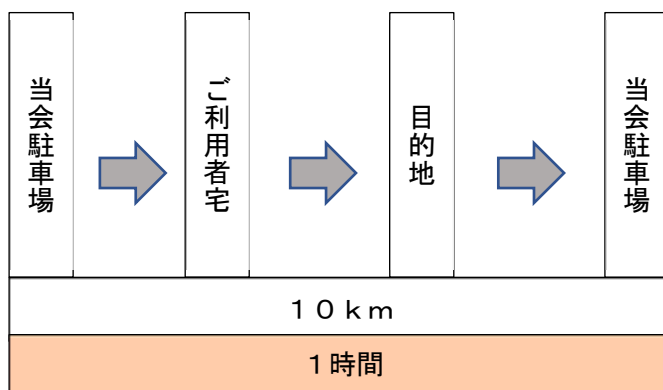 当会駐車場
ご利用者宅
目的地
当会駐車場
１０ｋｍ
１時間